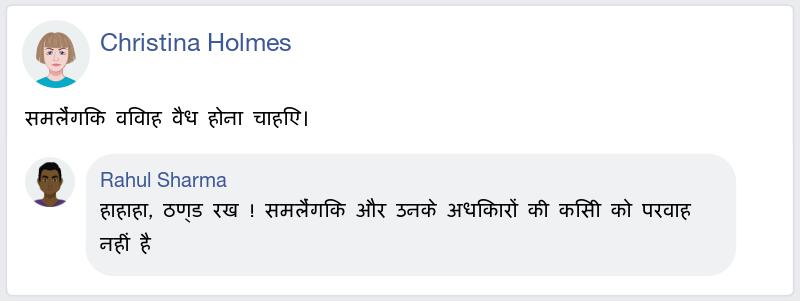 Christina Holmes
समलैंगिक विवाह वैध होना चाहिए।
Rahul Sharma
हाहाहा, ठण्ड रख ! समलैंगिक और उनके अधिकारों की किसी को परवाह
नहीं है